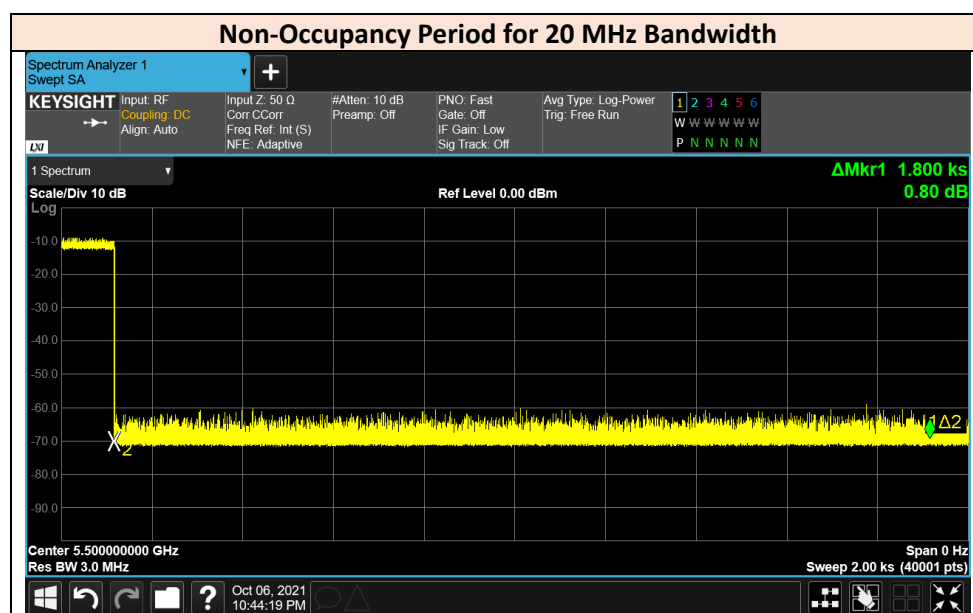 Non-Occupancy Period for 20 MHz Bandwidth
Spectrum Analyzer 1
Swept SA
+
KEYSIGHT
LXI
Input: RF
Coupling: DC
Align: Auto
Input Z: 50 Ω
Corr CCorr
Freq Ref: Int (S)
NFE: Adaptive
#Atten: 10 dB
Preamp: Off
PNO: Fast
Gate: Off
IF Gain: Low
Sig Track: Off
Avg Type: Log-Power
Trig: Free Run
1 2 3 4 5 6
W W W W W W
P N N N N N
1 Spectrum
ΔMkr1 1.800 ks
Scale/Div 10 dB
Ref Level 0.00 dBm
0.80 dB
Log
-10.0
-20.0
-30.0
-40.0
-50.0
-60.0
1Δ2
-70.0
2
-80.0
-90.0
Center 5.500000000 GHz
Span 0 Hz
Res BW 3.0 MHz
Sweep 2.00 ks (40001 pts)
?
Oct 06, 2021
10:44:19 PM